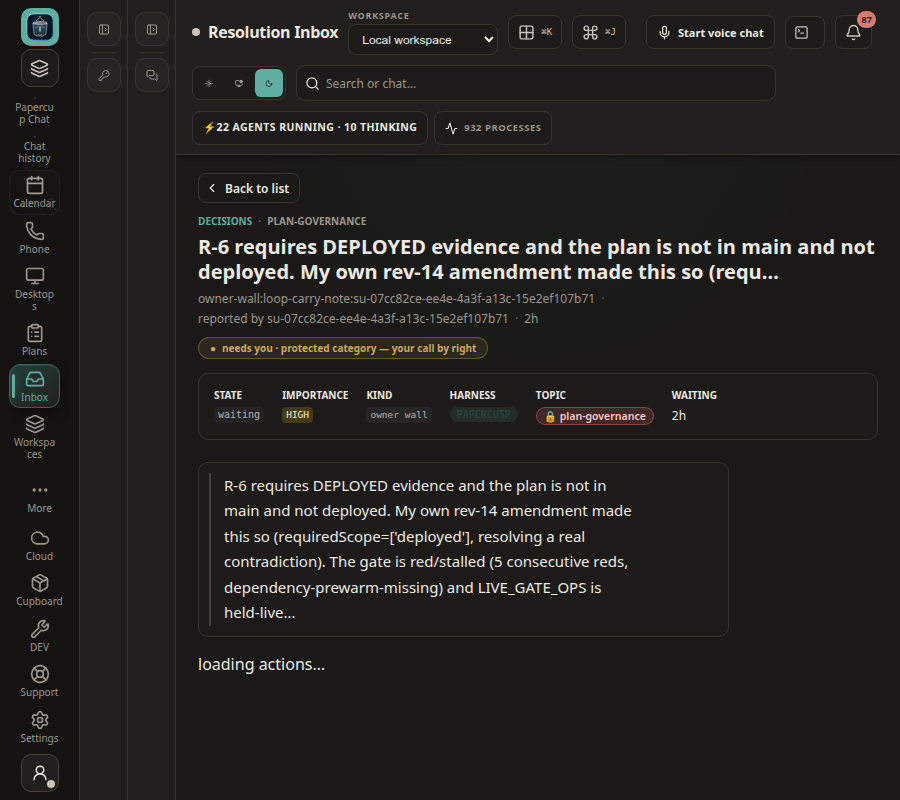 Papercu
p Chat
Chat
history
Calendar
Phone
Desktop
s
Plans
Inbox
Workspa
ces
More
Cloud
Cupboard
DEV
Support
Settings
Resolution Inbox
WORKSPACE
Local workspace
⌘K
⌘J
Start voice chat
87
Search or chat...
⚡22 AGENTS RUNNING · 10 THINKING
932 PROCESSES
Back to list
DECISIONS · PLAN-GOVERNANCE
R-6 requires DEPLOYED evidence and the plan is not in main and not
deployed. My own rev-14 amendment made this so (requ...
owner-wall:loop-carry-note:su-07cc82ce-ee4e-4a3f-a13c-15e2ef107b71 ·
reported by su-07cc82ce-ee4e-4a3f-a13c-15e2ef107b71 · 2h
● needs you · protected category — your call by right
STATE IMPORTANCE KIND HARNESS TOPIC WAITING
waiting HIGH owner wall PAPERCUSP 🔒 plan-governance 2h
R-6 requires DEPLOYED evidence and the plan is not in
main and not deployed. My own rev-14 amendment made
this so (requiredScope=['deployed'], resolving a real
contradiction). The gate is red/stalled (5 consecutive reds,
dependency-prewarm-missing) and LIVE_GATE_OPS is
held-live...
loading actions...